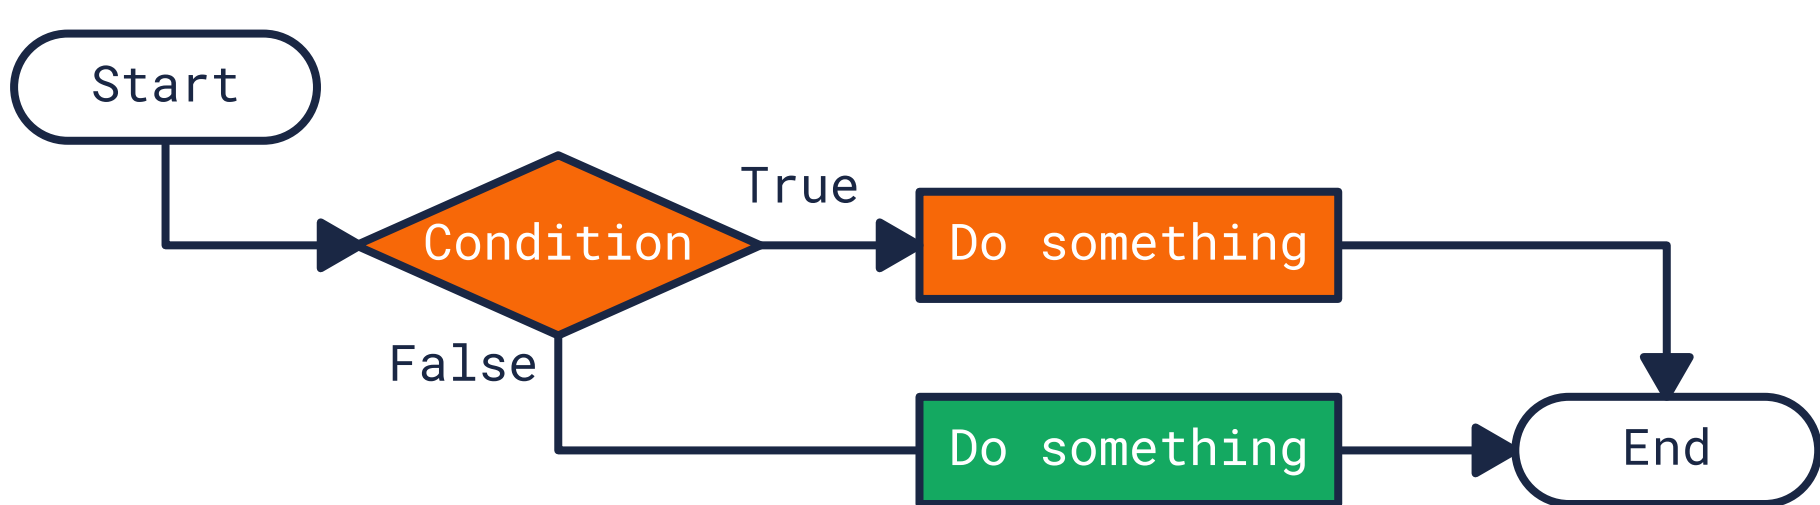 Start
True
Condition
Do something
False
Do something
End